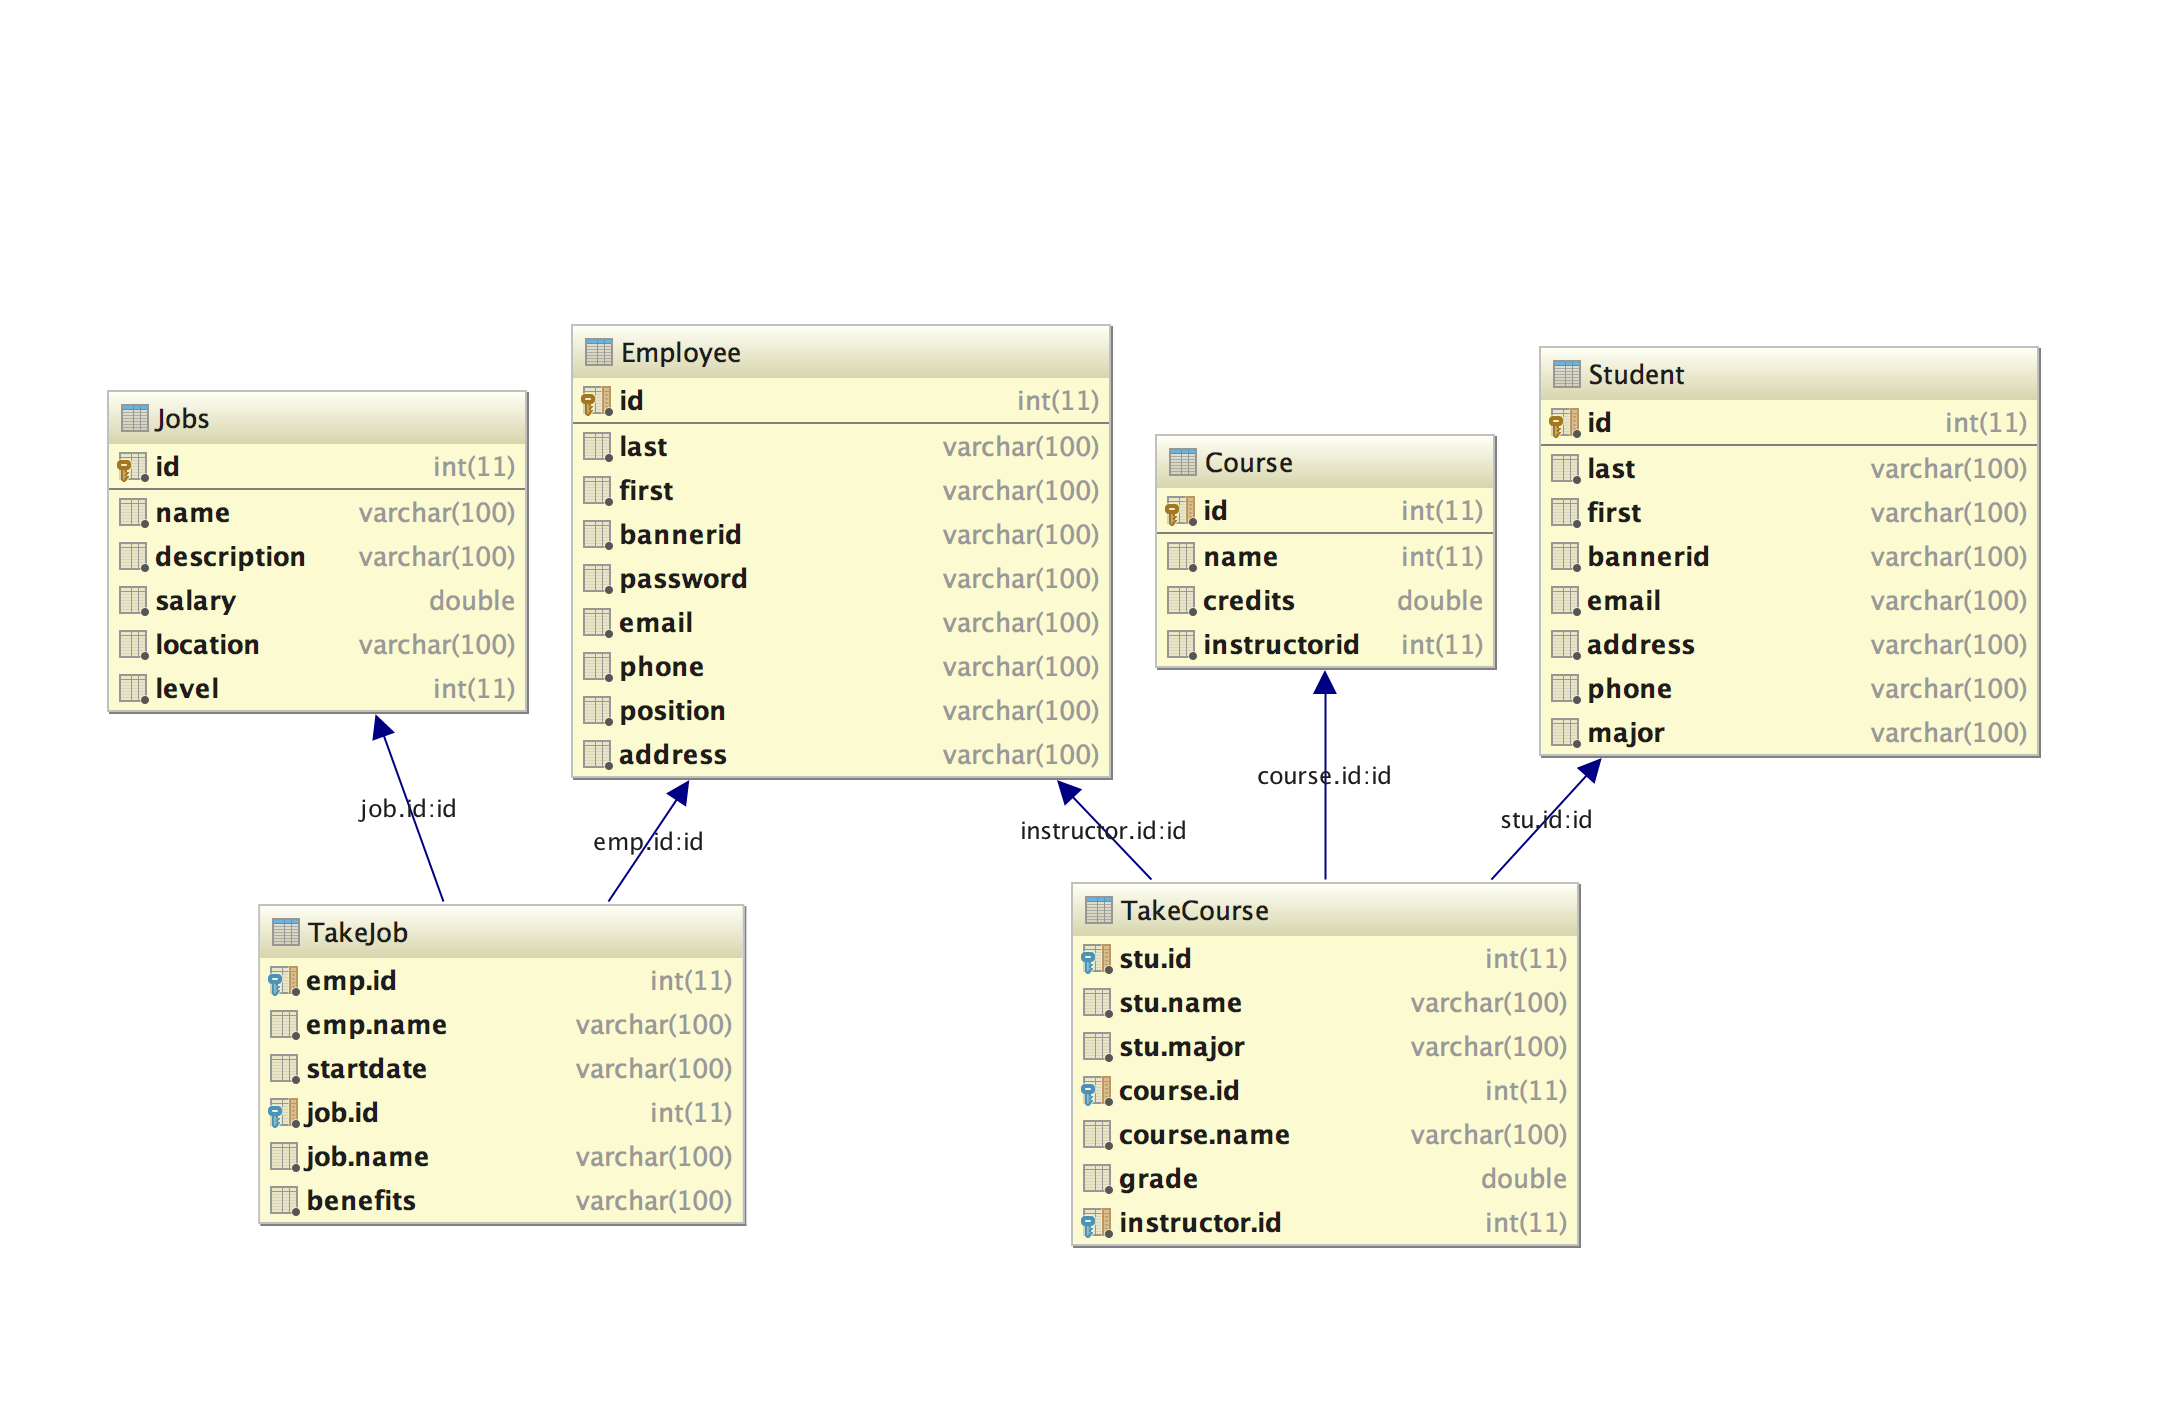 Jobs
id int(11)
name varchar(100)
description varchar(100)
salary double
location varchar(100)
level int(11)
Employee
id int(11)
last varchar(100)
first varchar(100)
bannerid varchar(100)
password varchar(100)
email varchar(100)
phone varchar(100)
position varchar(100)
address varchar(100)
Course
id int(11)
name int(11)
credits double
instructorid int(11)
Student
id int(11)
last varchar(100)
first varchar(100)
bannerid varchar(100)
email varchar(100)
address varchar(100)
phone varchar(100)
major varchar(100)
job.id:id
emp.id:id
instructor.id:id
course.id:id
stu.id:id
TakeJob
emp.id int(11)
emp.name varchar(100)
startdate varchar(100)
job.id int(11)
job.name varchar(100)
benefits varchar(100)
TakeCourse
stu.id int(11)
stu.name varchar(100)
stu.major varchar(100)
course.id int(11)
course.name varchar(100)
grade double
instructor.id int(11)